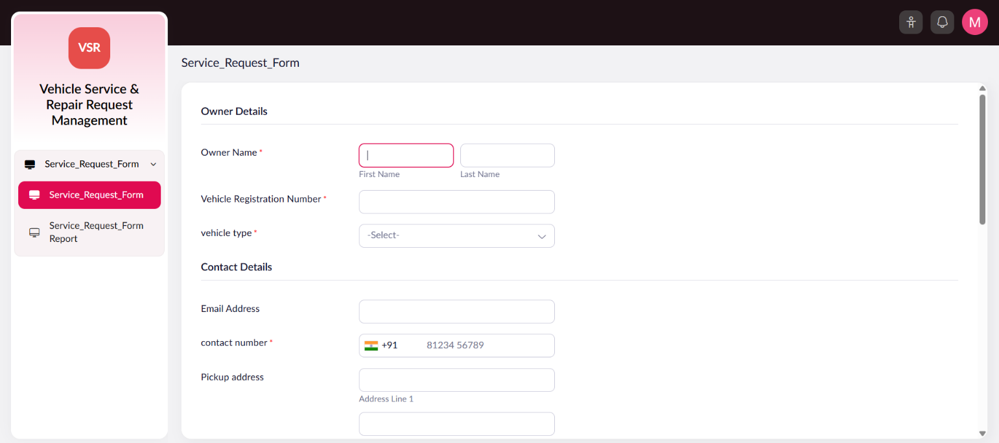 VSR
Vehicle Service &
Repair Request
Management
Service_Request_Form
Service_Request_Form
Service_Request_Form
Report
M
Service_Request_Form
Owner Details
Owner Name *
First Name
Last Name
Vehicle Registration Number *
vehicle type *
-Select-
Contact Details
Email Address
contact number *
+91 81234 56789
Pickup address
Address Line 1